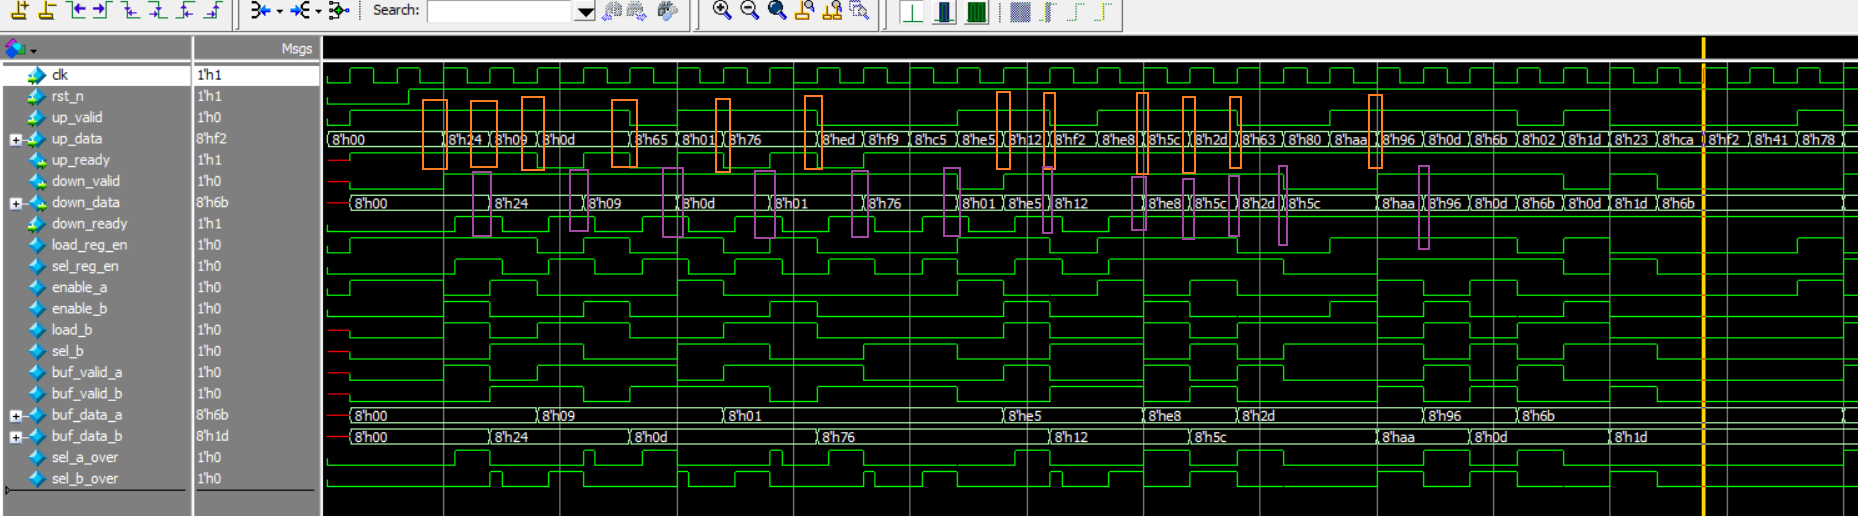 Search:
Msgs
clk 1'h1
rst_n 1'h1
up_valid 1'h0
up_data 8'hf2 8'h00 8'h24 8'h09 8'h0d 8'h65 8'h01 8'h76 8'hed 8'hf9 8'hc5 8'he5 8'h12 8'hf2 8'he8 8'h5c 8'h2d 8'h63 8'h80 8'haa 8'h96 8'h0d 8'h6b 8'h02 8'h1d 8'h23 8'hca 8'hf2 8'h41 8'h78
up_ready 1'h1
down_valid 1'h0
down_data 8'h6b 8'h00 8'h24 8'h09 8'h0d 8'h01 8'h76 8'h01 8'he5 8'h12 8'he8 8'h5c 8'h2d 8'h5c 8'haa 8'h96 8'h0d 8'h6b 8'h0d 8'h1d 8'h6b
down_ready 1'h1
load_reg_en 1'h0
sel_reg_en 1'h0
enable_a 1'h0
enable_b 1'h0
load_b 1'h0
sel_b 1'h0
buf_valid_a 1'h0
buf_valid_b 1'h0
buf_data_a 8'h6b 8'h00 8'h09 8'h01 8'he5 8'he8 8'h2d 8'h96 8'h6b
buf_data_b 8'h1d 8'h00 8'h24 8'h0d 8'h76 8'h12 8'h5c 8'haa 8'h0d 8'h1d
sel_a_over 1'h0
sel_b_over 1'h0